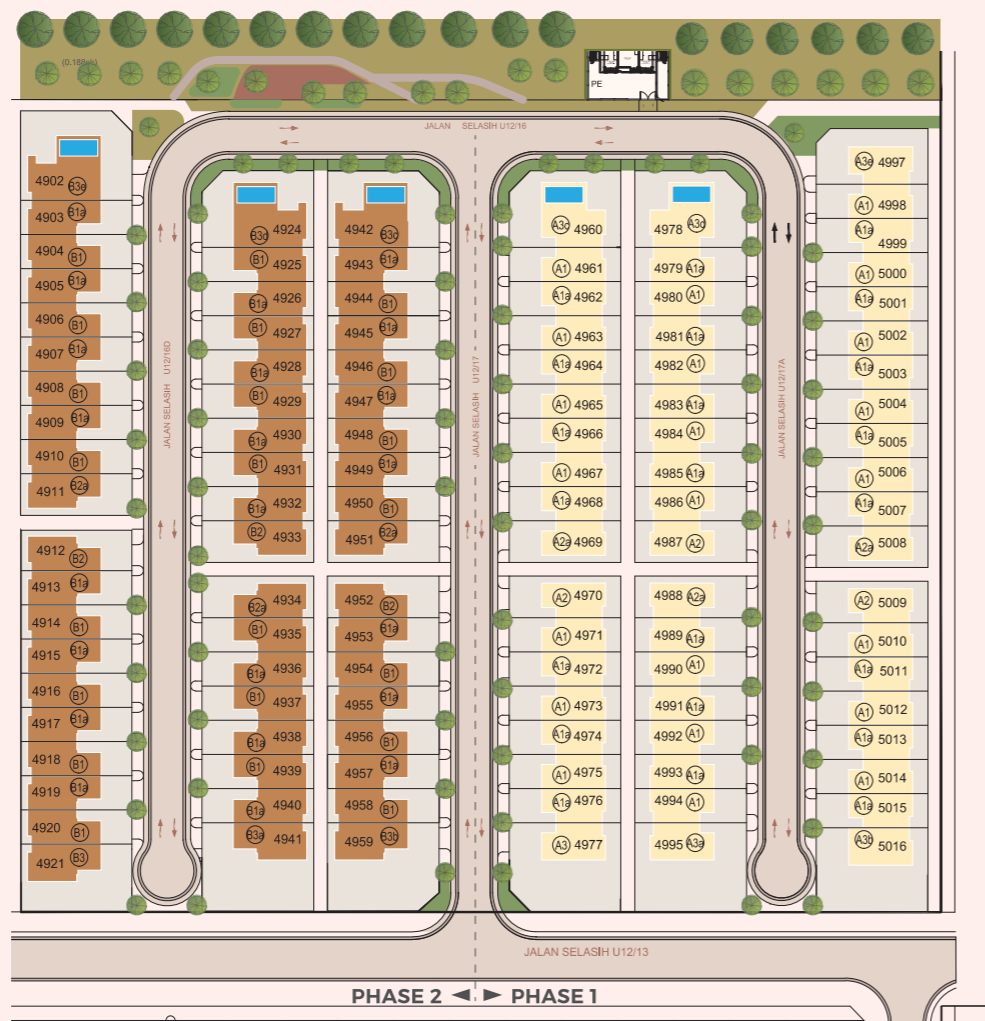 (0.186
PE
JALAN SELASIH U12/16
4902 B3e
4903 B1a
4904 B1
4905 B1a
4906 B1
4907 B1a
4908 B1
4909 B1a
4910 B1
4911 B2a
4912 B2
4913 B1a
4914 B1
4915 B1a
4916 B1
4917 B1a
4918 B1
4919 B1a
4920 B1
4921 B3
JALAN SELASIH U12/16D
B3c 4924
B1 4925
B1a 4926
B1 4927
B1a 4928
B1 4929
B1a 4930
B1 4931
B1a 4932
B2 4933
B2a 4934
B1 4935
B1a 4936
B1 4937
B1a 4938
B1 4939
B1a 4940
B3a 4941
4942 B3c
4943 B1a
4944 B1
4945 B1a
4946 B1
4947 B1a
4948 B1
4949 B1a
4950 B1
4951 B2a
4952 B2
4953 B1a
4954 B1
4955 B1a
4956 B1
4957 B1a
4958 B1
4959 B3b
JALAN SELASIH U12/17
A3c 4960
A1 4961
A1a 4962
A1 4963
A1a 4964
A1 4965
A1a 4966
A1 4967
A1a 4968
A2a 4969
A2 4970
A1 4971
A1a 4972
A1 4973
A1a 4974
A1 4975
A1a 4976
A3 4977
4978 A3c
4979 A1a
4980 A1
4981 A1a
4982 A1
4983 A1a
4984 A1
4985 A1a
4986 A1
4987 A2
4988 A2a
4989 A1a
4990 A1
4991 A1a
4992 A1
4993 A1a
4994 A1
4995 A3a
JALAN SELASIH U12/17A
A3e 4997
A1 4998
A1a 4999
A1 5000
A1a 5001
A1 5002
A1a 5003
A1 5004
A1a 5005
A1 5006
A1a 5007
A2a 5008
A2 5009
A1 5010
A1a 5011
A1 5012
A1a 5013
A1 5014
A1a 5015
A3b 5016
JALAN SELASIH U12/13
PHASE 2 PHASE 1